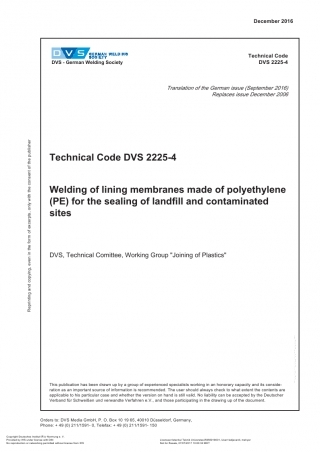 December 2016
DVS
GERMAN WELDING
SOCIETY
DVS - German Welding Society
Technical Code
DVS 2225-4
Translation of the German issue (September 2016)
Replaces issue December 2006
Technical Code DVS 2225-4
Welding of lining membranes made of polyethylene
(PE) for the sealing of landfill and contaminated
sites
DVS, Technical Comittee, Working Group "Joining of Plastics"
Reprinting and copying, even in the form of excerpts, only with the consent of the publisher
This publication has been drawn up by a group of experienced specialists working in an honorary capacity and its consider-
ation as an important source of information is recommended. The user should always check to what extent the contents are
applicable to his particular case and whether the version on hand is still valid. No liability can be accepted by the Deutscher
Verband für Schweißen und verwandte Verfahren e.V., and those participating in the drawing up of the document.
Orders to: DVS Media GmbH, P. O. Box 10 19 65, 40010 Düsseldorf, Germany,
Phone: + 49 (0) 211/1591- 0, Telefax: + 49 (0) 211/1591-150